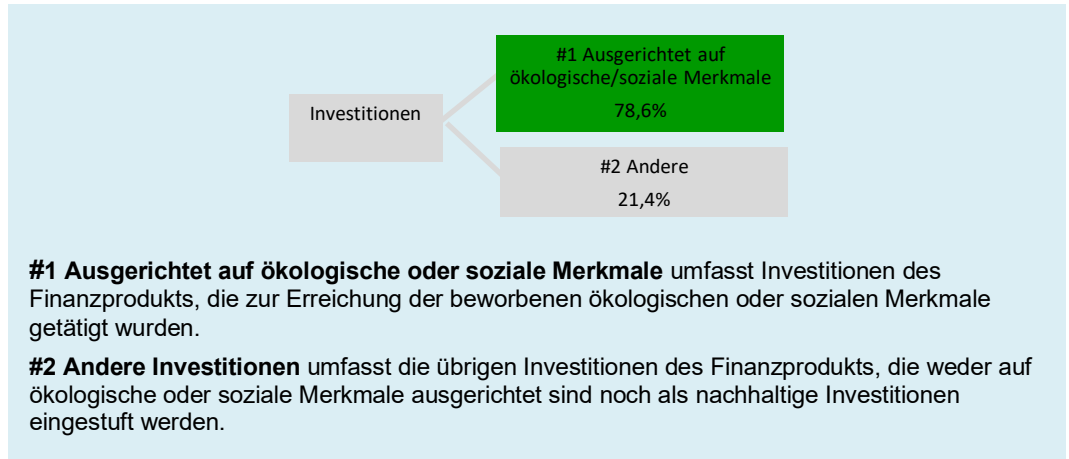 #1 Ausgerichtet auf
ökologische/soziale Merkmale
78,6%
Investitionen
#2 Andere
21,4%
#1 Ausgerichtet auf ökologische oder soziale Merkmale umfasst Investitionen des
Finanzprodukts, die zur Erreichung der beworbenen ökologischen oder sozialen Merkmale
getätigt wurden.
#2 Andere Investitionen umfasst die übrigen Investitionen des Finanzprodukts, die weder auf
ökologische oder soziale Merkmale ausgerichtet sind noch als nachhaltige Investitionen
eingestuft werden.